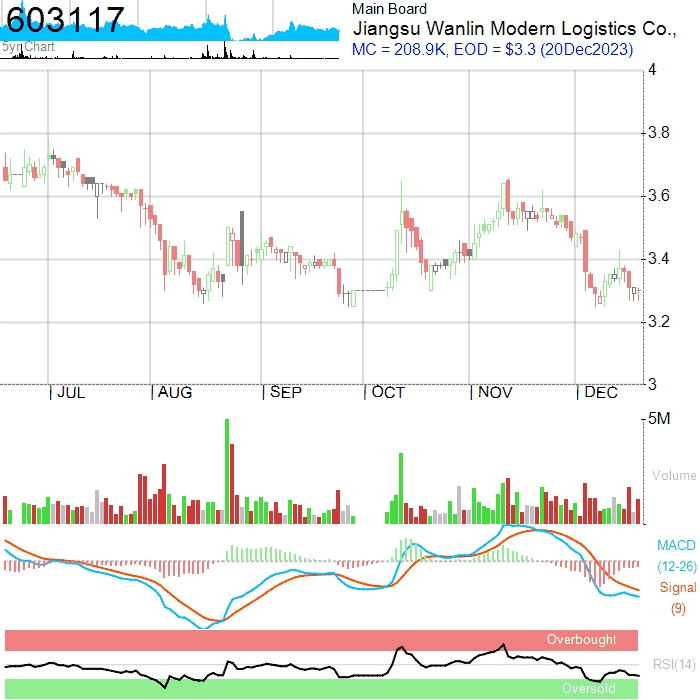 603117
5yr Chart
Main Board
Jiangsu Wanlin Modern Logistics Co.,
MC = 208.9K, EOD = $3.3 (20Dec2023)
4
3.8
3.6
3.4
3.2
3
JUL AUG SEP OCT NOV DEC
5M
Volume
MACD
(12-26)
Signal
(9)
Overbought
RSI(14)
Oversold